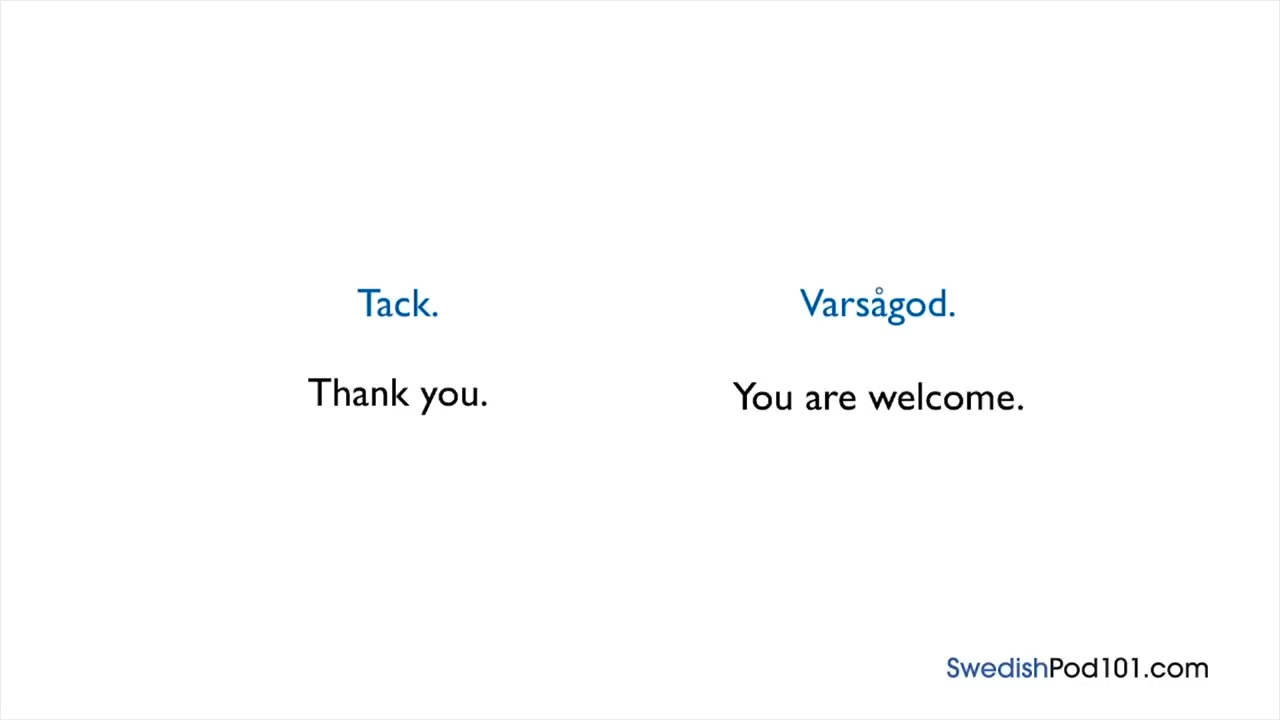 Tack.
Varsågod.
Thank you.
You are welcome.
SwedishPod101.com